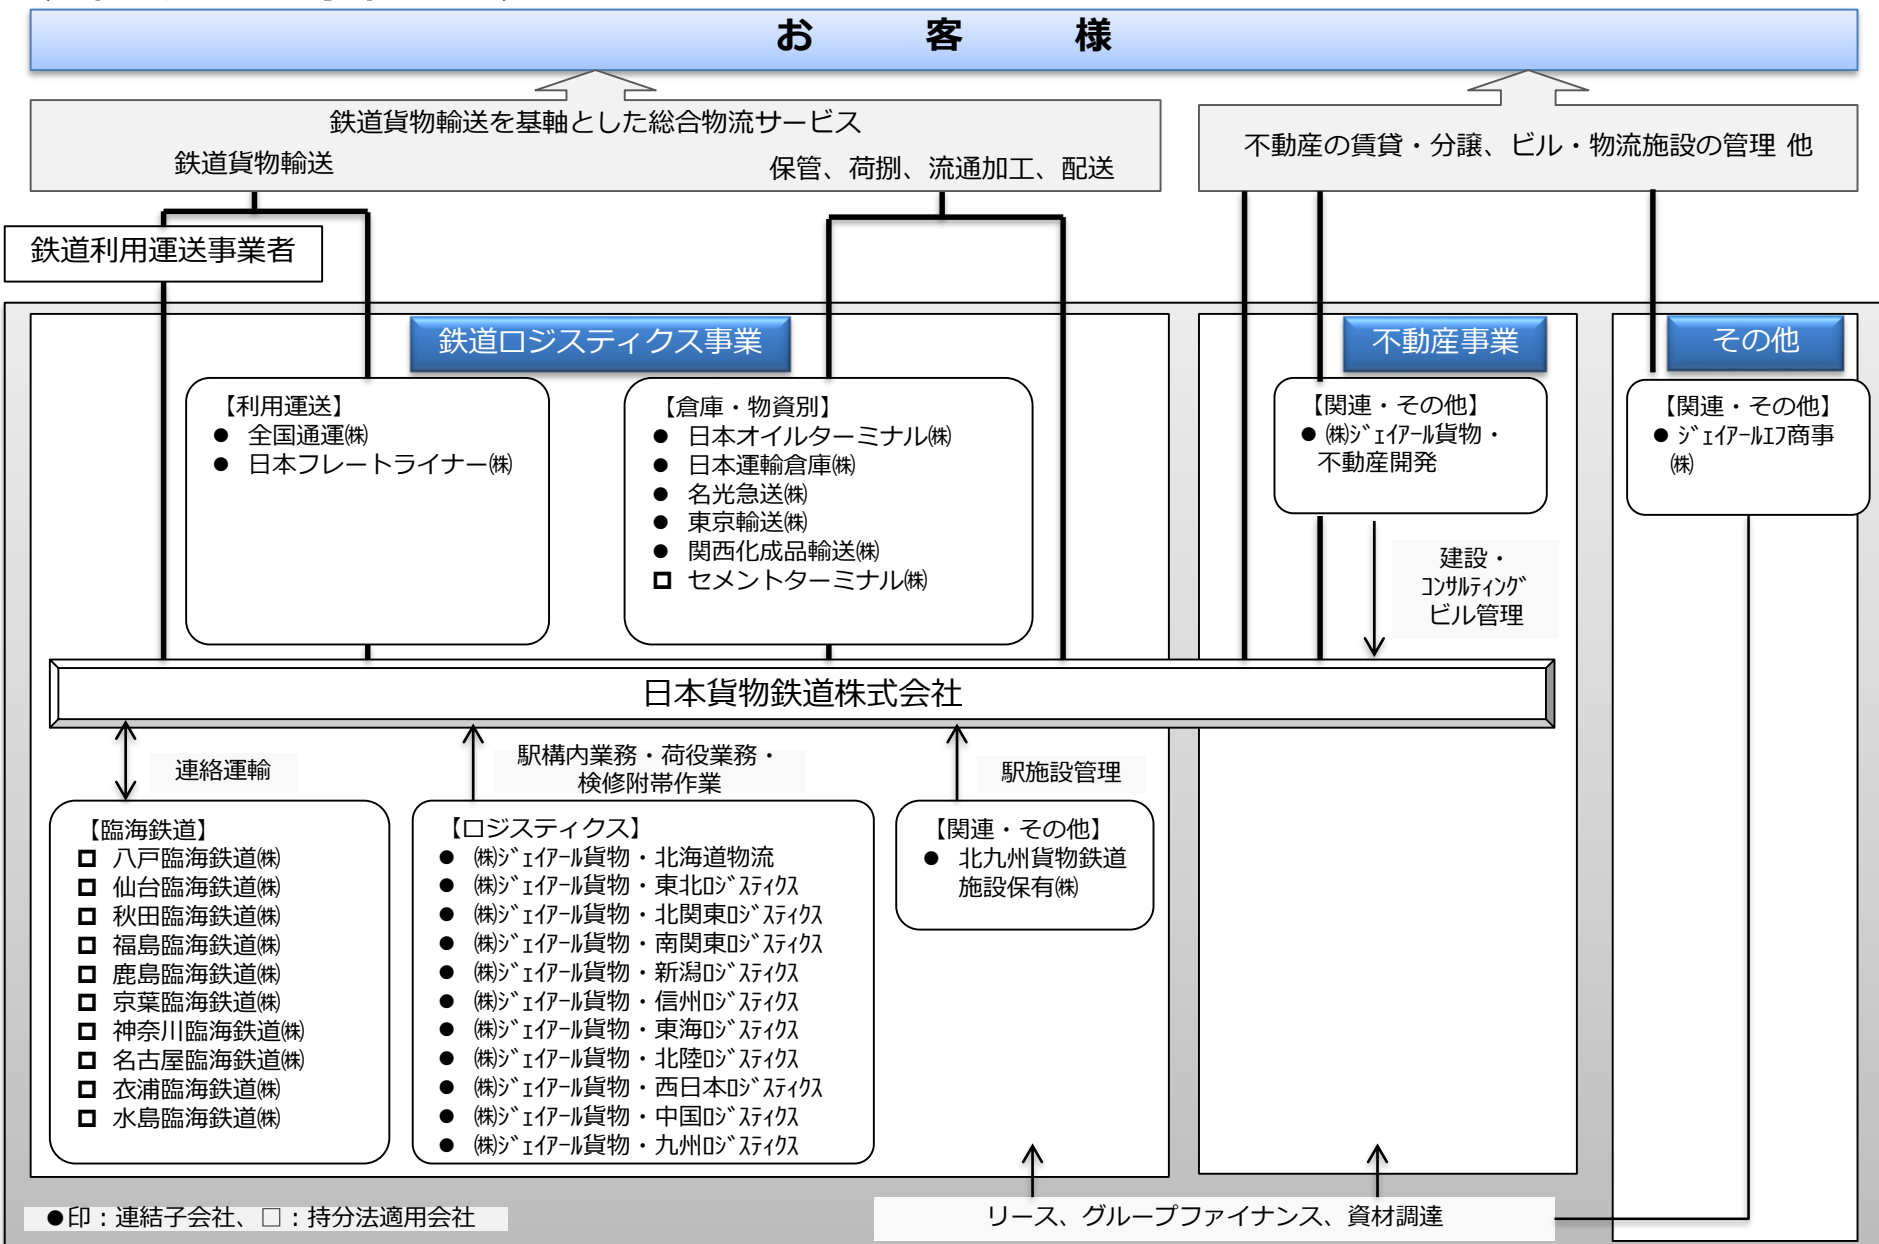 お客様
鉄道貨物輸送を基軸とした総合物流サービス
鉄道貨物輸送
保管、荷捌、流通加工、配送
不動産の賃貸・分譲、ビル・物流施設の管理 他
鉄道利用運送事業者
鉄道ロジスティクス事業
不動産事業
その他
【利用運送】
● 全国通運㈱
● 日本フレートライナー㈱
【倉庫・物資別】
● 日本オイルターミナル㈱
● 日本運輸倉庫㈱
● 名光急送㈱
● 東京輸送㈱
● 関西化成品輸送㈱
□ セメントターミナル㈱
【関連・その他】
● ㈱ｼﾞｪｲｱｰﾙ貨物・
不動産開発
【関連・その他】
● ｼﾞｪｲｱｰﾙｴﾌ商事
㈱
建設・
ｺﾝｻﾙﾃｨﾝｸﾞ
ビル管理
日本貨物鉄道株式会社
連絡運輸
駅構内業務・荷役業務・
検修附帯作業
駅施設管理
【臨海鉄道】
□ 八戸臨海鉄道㈱
□ 仙台臨海鉄道㈱
□ 秋田臨海鉄道㈱
□ 福島臨海鉄道㈱
□ 鹿島臨海鉄道㈱
□ 京葉臨海鉄道㈱
□ 神奈川臨海鉄道㈱
□ 名古屋臨海鉄道㈱
□ 衣浦臨海鉄道㈱
□ 水島臨海鉄道㈱
【ロジスティクス】
● ㈱ｼﾞｪｲｱｰﾙ貨物・北海道物流
● ㈱ｼﾞｪｲｱｰﾙ貨物・東北ﾛｼﾞｽﾃｨｸｽ
● ㈱ｼﾞｪｲｱｰﾙ貨物・北関東ﾛｼﾞｽﾃｨｸｽ
● ㈱ｼﾞｪｲｱｰﾙ貨物・南関東ﾛｼﾞｽﾃｨｸｽ
● ㈱ｼﾞｪｲｱｰﾙ貨物・新潟ﾛｼﾞｽﾃｨｸｽ
● ㈱ｼﾞｪｲｱｰﾙ貨物・信州ﾛｼﾞｽﾃｨｸｽ
● ㈱ｼﾞｪｲｱｰﾙ貨物・東海ﾛｼﾞｽﾃｨｸｽ
● ㈱ｼﾞｪｲｱｰﾙ貨物・北陸ﾛｼﾞｽﾃｨｸｽ
● ㈱ｼﾞｪｲｱｰﾙ貨物・西日本ﾛｼﾞｽﾃｨｸｽ
● ㈱ｼﾞｪｲｱｰﾙ貨物・中国ﾛｼﾞｽﾃｨｸｽ
● ㈱ｼﾞｪｲｱｰﾙ貨物・九州ﾛｼﾞｽﾃｨｸｽ
【関連・その他】
● 北九州貨物鉄道
施設保有㈱
●印：連結子会社、□：持分法適用会社
リース、グループファイナンス、資材調達